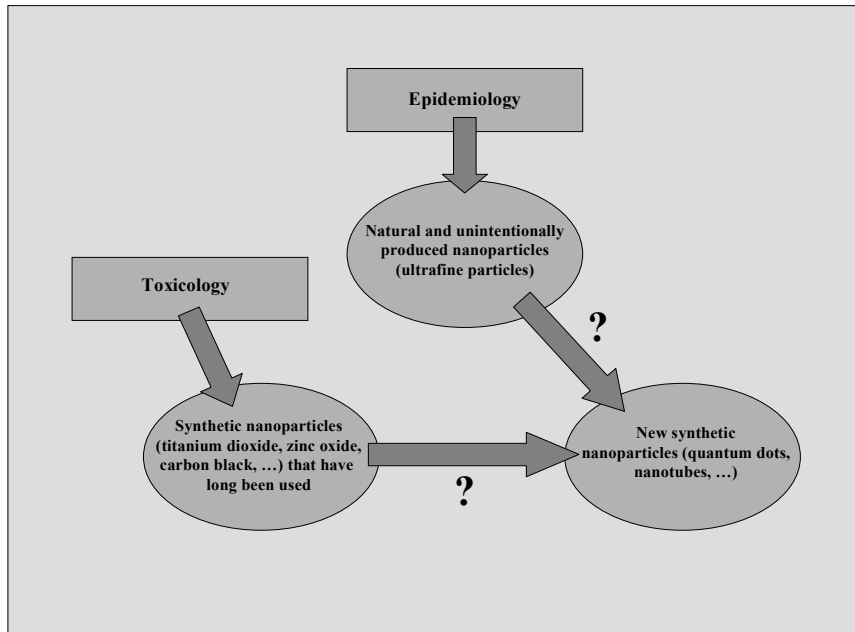 Epidemiology
Natural and unintentionally
produced nanoparticles
(ultrafine particles)
Toxicology
?
Synthetic nanoparticles
(titanium dioxide, zinc oxide,
carbon black, …) that have
long been used
New synthetic
nanoparticles (quantum dots,
nanotubes, …)
?